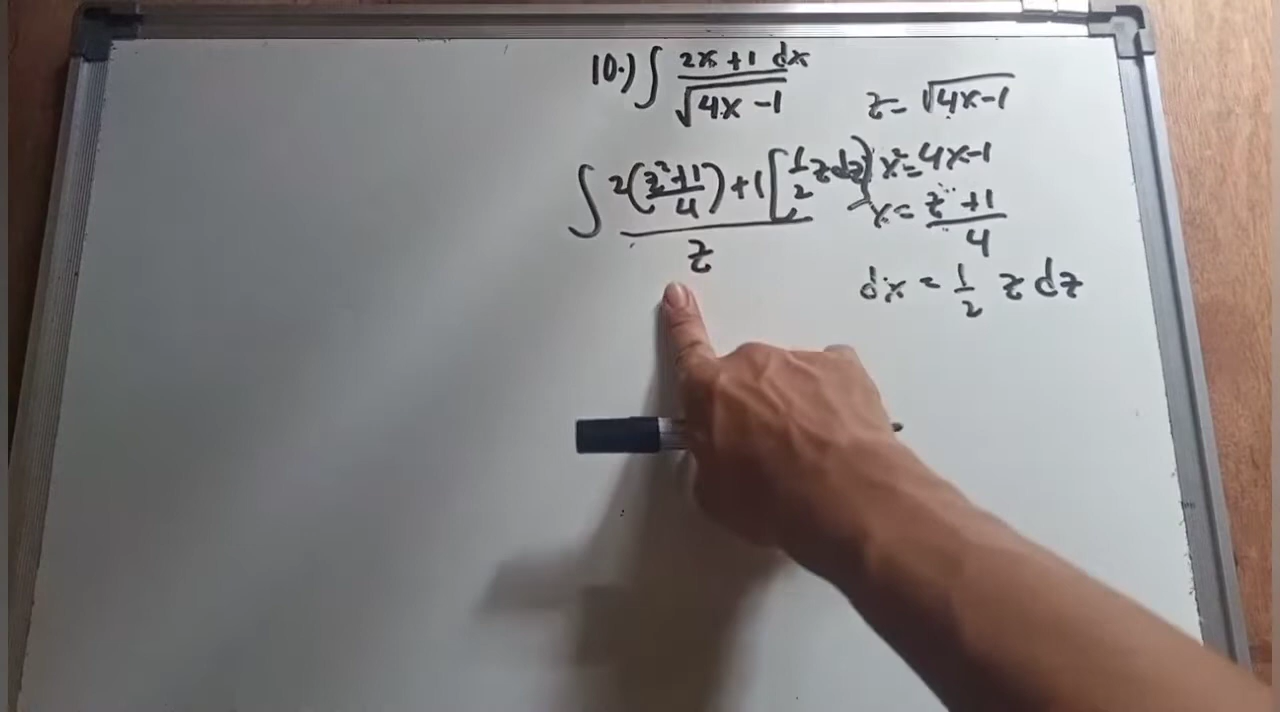 10.) ∫ (2x + 1 dx)/√(4x - 1)
z = √(4x-1)
∫ (2((z²+1)/4) + 1 [1/2 z dz])/z
x² = 4x-1
x = (z² + 1)/4
dx = 1/2 z dz